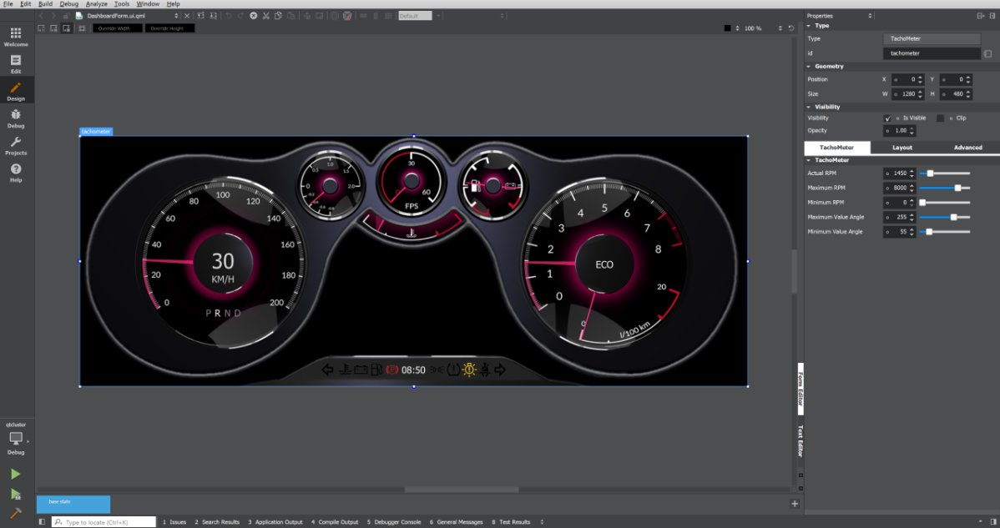 File Edit Build Debug Analyze Tools Window Help
DashboardForm.ui.qml
Default
Properties
Override Width Override Height
100 %
Welcome
Edit
Design
Debug
Projects
Help
Type
Type TachoMeter
id tachometer
Geometry
Position X 0 Y 0
Size W 1280 H 480
Visibility
Visibility Is Visible Clip
Opacity 1.00
TachoMeter Layout Advanced
TachoMeter
Actual RPM 1450
Maximum RPM 8000
Minimum RPM 0
Maximum Value Angle 255
Minimum Value Angle 55
tachometer
0 20 40 60 80 100 120 140 160 180 200
30
KM/H
P R N D
0 0.5 1.0 1.5 2.0
-0.2
-0.4
-0.6
-0.8
0 30 60
FPS
0 1 2 3 4 5 6 7 8
ECO
0 20
l/100 km
P 08:50
Form Editor
Text Editor
qtcluster
Debug
base state
Type to locate (Ctrl+K)
1 Issues 2 Search Results 3 Application Output 4 Compile Output 5 Debugger Console 6 General Messages 8 Test Results